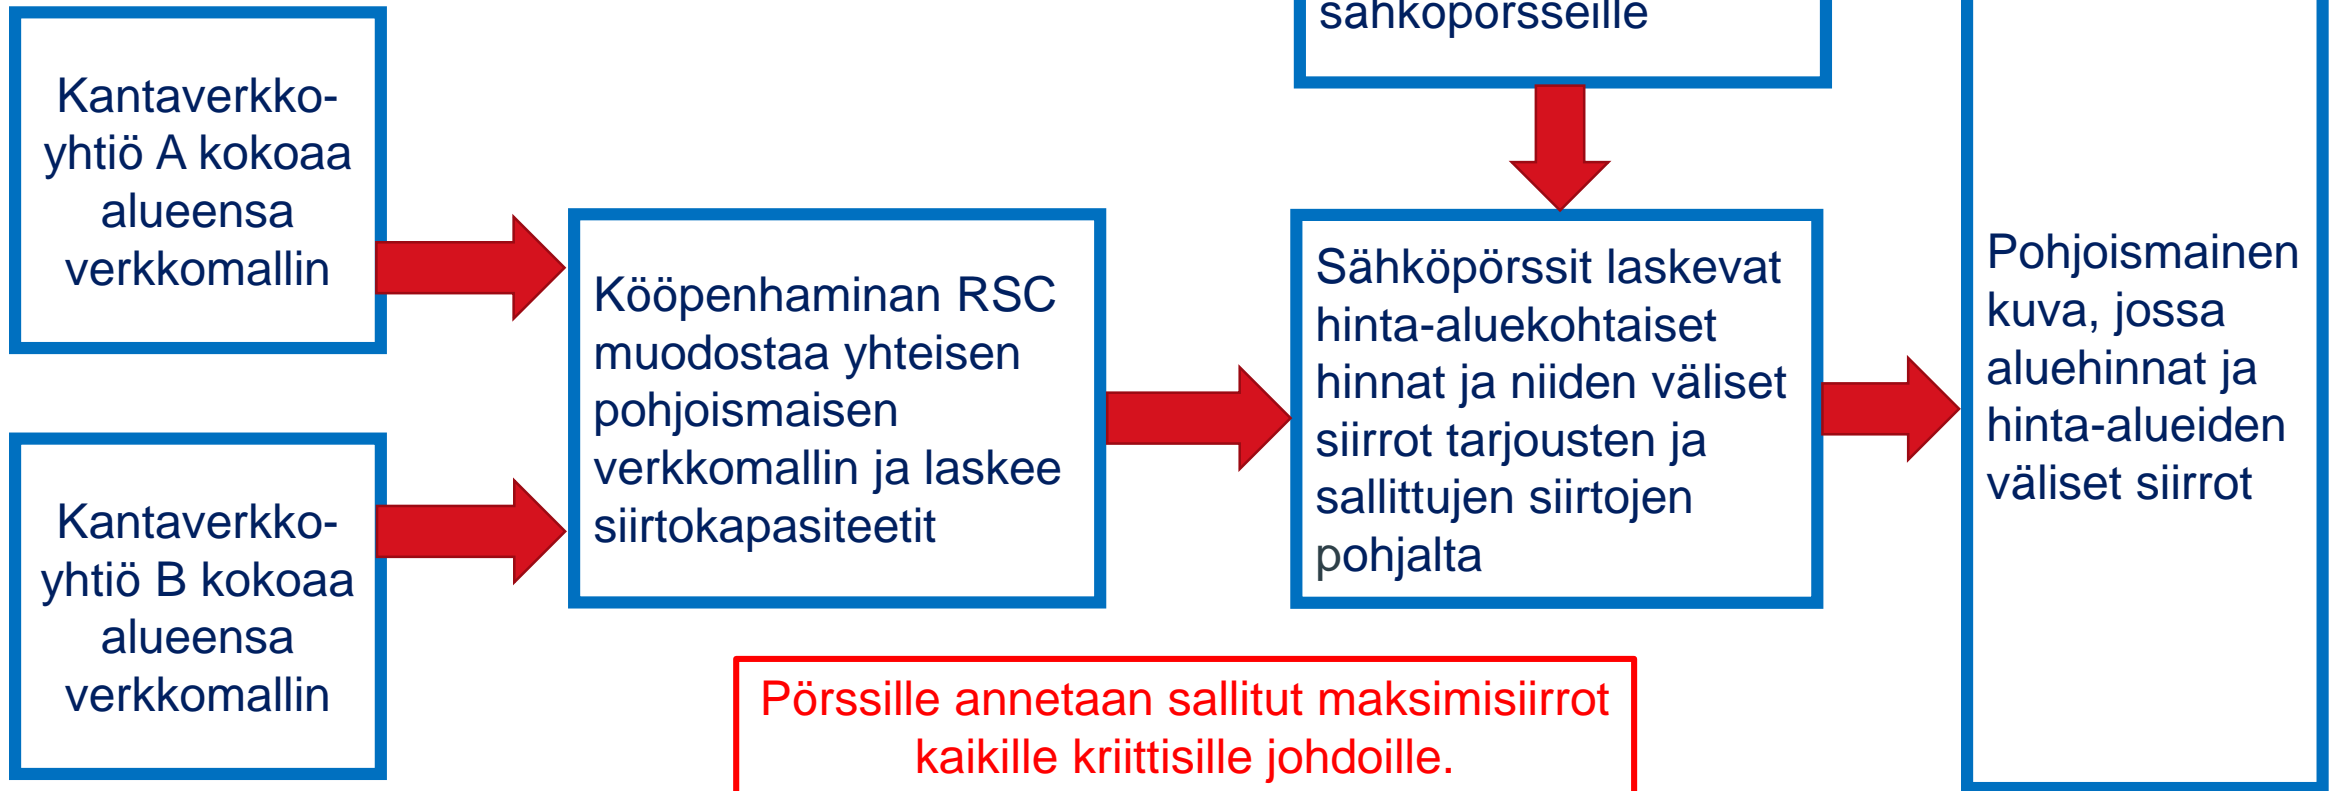 sähköpörsseille
Kantaverkko-
yhtiö A kokoaa
alueensa
verkkomallin
Kantaverkko-
yhtiö B kokoaa
alueensa
verkkomallin
Kööpenhaminan RSC
muodostaa yhteisen
pohjoismaisen
verkkomallin ja laskee
siirtokapasiteetit
Sähköpörssit laskevat
hinta-aluekohtaiset
hinnat ja niiden väliset
siirrot tarjousten ja
sallittujen siirtojen
pohjalta
Pohjoismainen
kuva, jossa
aluehinnat ja
hinta-alueiden
väliset siirrot
Pörssille annetaan sallitut maksimisiirrot
kaikille kriittisille johdoille.